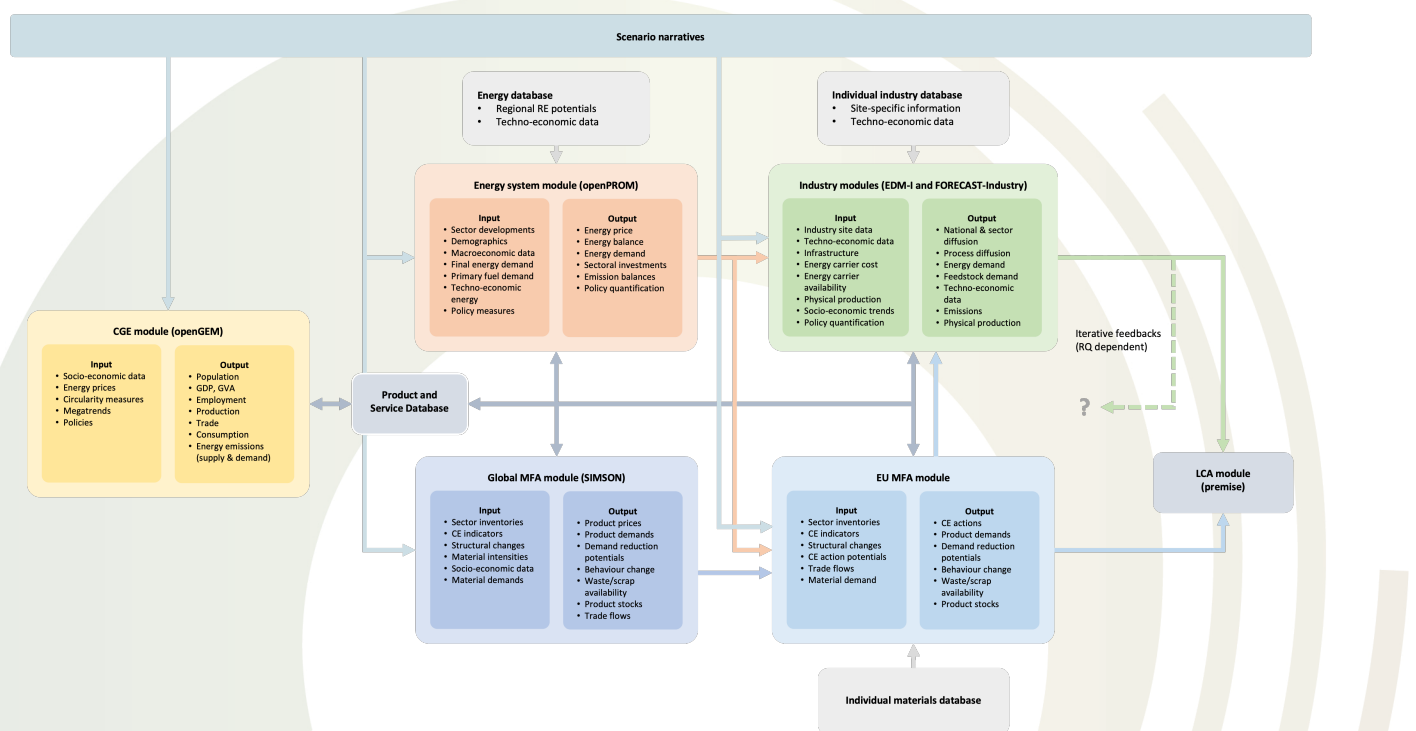 Scenario narratives
Energy database
• Regional RE potentials
• Techno-economic data
Individual industry database
• Site-specific information
• Techno-economic data
Energy system module (openPROM)
Input
• Sector developments
• Demographics
• Macroeconomic data
• Final energy demand
• Primary fuel demand
• Techno-economic
energy
• Policy measures
Output
• Energy price
• Energy balance
• Energy demand
• Sectoral investments
• Emission balances
• Policy quantification
Industry modules (EDM-I and FORECAST-Industry)
Input
• Industry site data
• Techno-economic data
• Infrastructure
• Energy carrier cost
• Energy carrier
availability
• Physical production
• Socio-economic trends
• Policy quantification
Output
• National & sector
diffusion
• Process diffusion
• Energy demand
• Feedstock demand
• Techno-economic
data
• Emissions
• Physical production
CGE module (openGEM)
Input
• Socio-economic data
• Energy prices
• Circularity measures
• Megatrends
• Policies
Output
• Population
• GDP, GVA
• Employment
• Production
• Trade
• Consumption
• Energy emissions
(supply & demand)
Product and
Service Database
Iterative feedbacks
(RQ dependent)
?
Global MFA module (SIMSON)
Input
• Sector inventories
• CE indicators
• Structural changes
• Material intensities
• Socio-economic data
• Material demands
Output
• Product prices
• Product demands
• Demand reduction
potentials
• Behaviour change
• Waste/scrap
availability
• Product stocks
• Trade flows
EU MFA module
Input
• Sector inventories
• CE indicators
• Structural changes
• CE action potentials
• Trade flows
• Material demand
Output
• CE actions
• Product demands
• Demand reduction
potentials
• Behaviour change
• Waste/scrap
availability
• Product stocks
LCA module
(premise)
Individual materials database